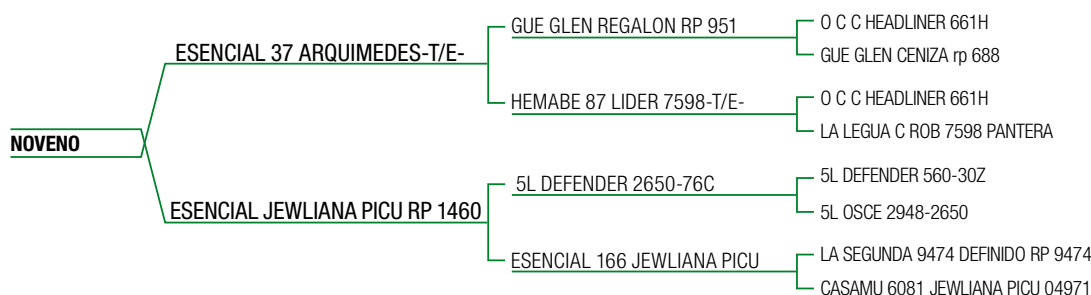 NOVENO
ESENCIAL 37 ARQUIMEDES-T/E-
GUE GLEN REGALON RP 951
O C C HEADLINER 661H
GUE GLEN CENIZA rp 688
HEMABE 87 LIDER 7598-T/E-
O C C HEADLINER 661H
LA LEGUA C ROB 7598 PANTERA
ESENCIAL JEWLIANA PICU RP 1460
5L DEFENDER 2650-76C
5L DEFENDER 560-30Z
5L OSCE 2948-2650
ESENCIAL 166 JEWLIANA PICU
LA SEGUNDA 9474 DEFINIDO RP 9474
CASAMU 6081 JEWLIANA PICU 04971